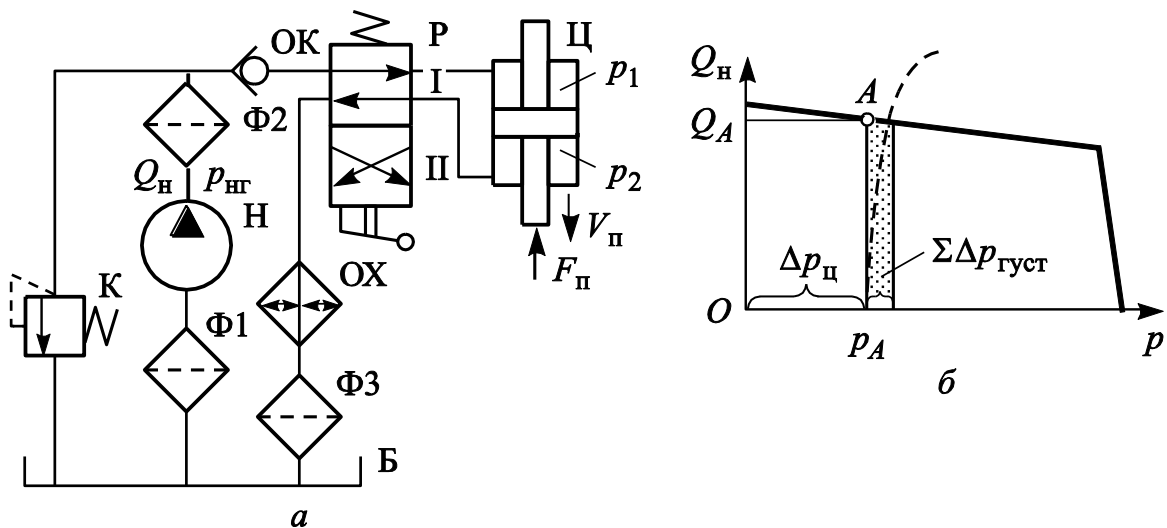 ОК
Р
Ц
I
p1
Ф2
Qн
pнг
II
p2
Н
Vп
Fп
К
ОХ
Ф1
Ф3
Б
а
Qн
A
QA
Δpц
ΣΔpгуст
O
pA
p
б